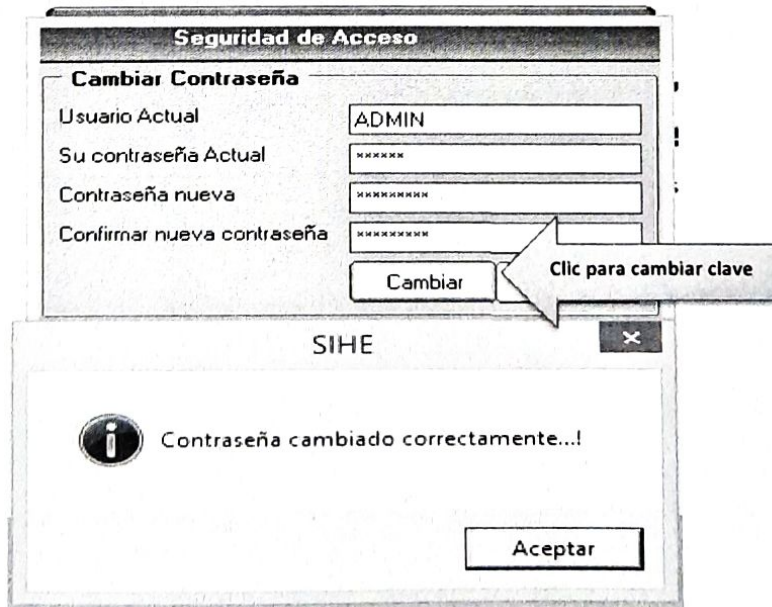 Seguridad de Acceso
Cambiar Contraseña
Usuario Actual
ADMIN
Su contraseña Actual
××××××
Contraseña nueva
×××××××××
Confirmar nueva contraseña
×××××××××
Cambiar
Clic para cambiar clave
SIHE
×
Contraseña cambiado correctamente...!
Aceptar